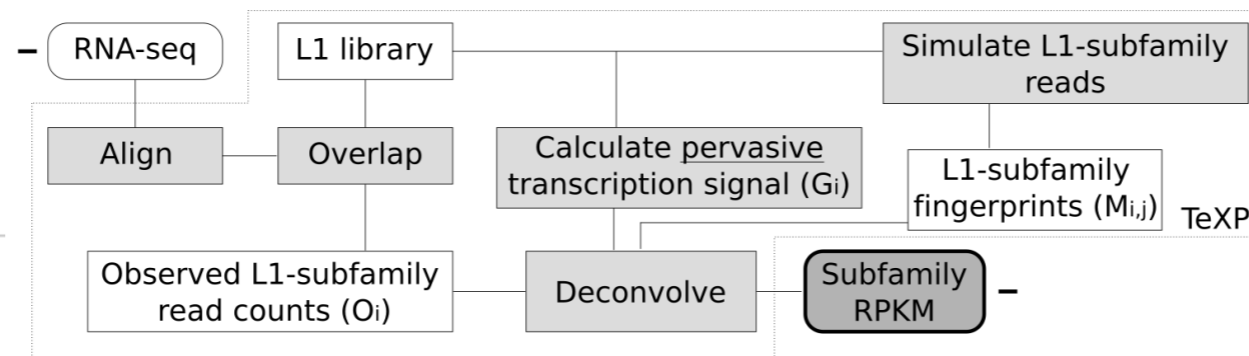 RNA-seq
L1 library
Simulate L1-subfamily
reads
Align
Overlap
Calculate pervasive
transcription signal (Gi)
L1-subfamily
fingerprints (Mi,j)
TeXP
Observed L1-subfamily
read counts (Oi)
Deconvolve
Subfamily
RPKM